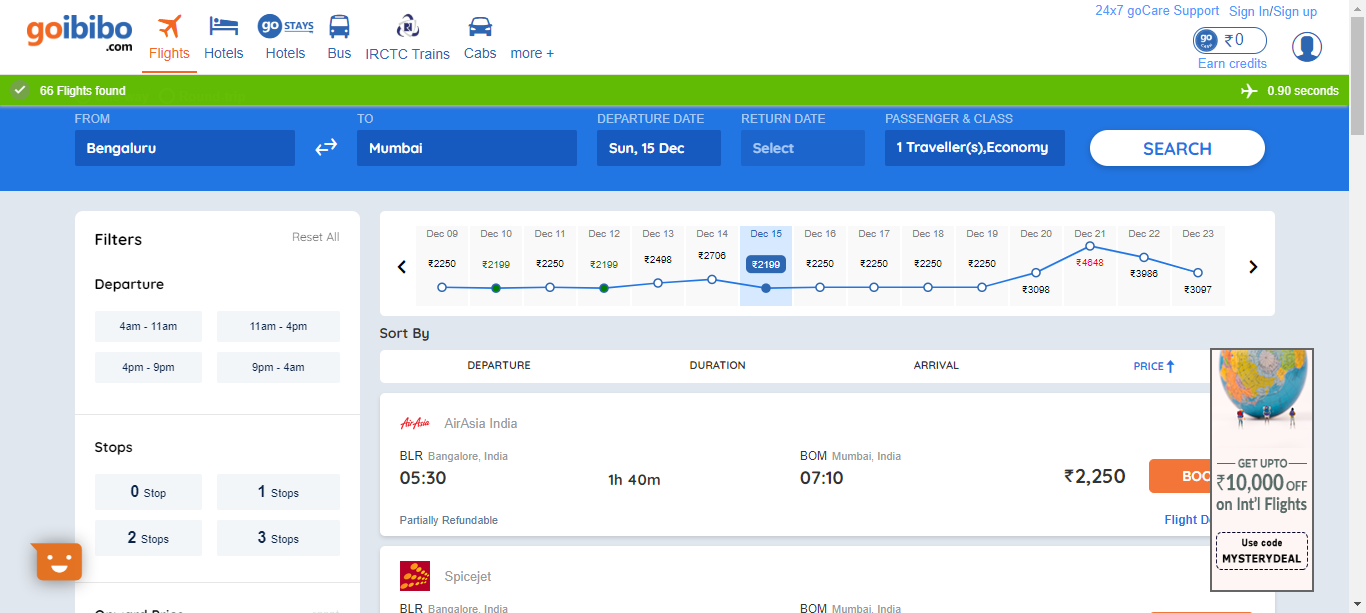 goibibo
.com
Flights
Hotels
go STAYS
Hotels
Bus
IRCTC Trains
Cabs
more +
24x7 goCare Support
Sign In/Sign up
go CASH
₹0
Earn credits
66 Flights found
0.90 seconds
FROM
TO
DEPARTURE DATE
RETURN DATE
PASSENGER & CLASS
Bengaluru
Mumbai
Sun, 15 Dec
Select
1 Traveller(s),Economy
SEARCH
Filters
Reset All
Departure
4am - 11am
11am - 4pm
4pm - 9pm
9pm - 4am
Stops
0 Stop
1 Stops
2 Stops
3 Stops
Onward Price
Dec 09
Dec 10
Dec 11
Dec 12
Dec 13
Dec 14
Dec 15
Dec 16
Dec 17
Dec 18
Dec 19
Dec 20
Dec 21
Dec 22
Dec 23
₹2250
₹2199
₹2250
₹2199
₹2498
₹2706
₹2199
₹2250
₹2250
₹2250
₹2250
₹3098
₹4648
₹3986
₹3097
Sort By
DEPARTURE
DURATION
ARRIVAL
PRICE
AirAsia
AirAsia India
BLR Bangalore, India
05:30
1h 40m
BOM Mumbai, India
07:10
₹2,250
BOO
Partially Refundable
Flight D
Spicejet
BLR Bangalore, India
BOM Mumbai, India
GET UPTO
₹10,000 OFF
on Int'l Flights
Use code
MYSTERYDEAL